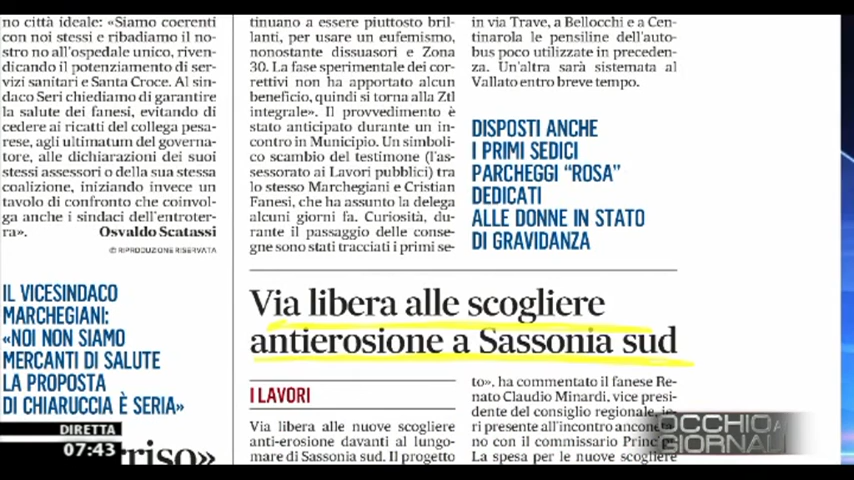 no città ideale: «Siamo coerenti
con noi stessi e ribadiamo il no-
stro no all'ospedale unico, riven-
dicando il potenziamento di ser-
vizi sanitari e Santa Croce. Al sin-
daco Seri chiediamo di garantire
la salute dei fanesi, evitando di
cedere ai ricatti del collega pesa-
rese, agli ultimatum del governa-
tore, alle dichiarazioni dei suoi
stessi assessori o della sua stessa
coalizione, iniziando invece un
tavolo di confronto che coinvol-
ga anche i sindaci dell'entroter-
ra».
Osvaldo Scatassi
© RIPRODUZIONE RISERVATA
IL VICESINDACO
MARCHEGIANI:
«NOI NON SIAMO
MERCANTI DI SALUTE
LA PROPOSTA
DI CHIARUCCIA È SERIA»
tinuano a essere piuttosto bril-
lanti, per usare un eufemismo,
nonostante dissuasori e Zona
30. La fase sperimentale dei cor-
rettivi non ha apportato alcun
beneficio, quindi si torna alla Ztl
integrale». Il provvedimento è
stato anticipato durante un in-
contro in Municipio. Un simboli-
co scambio del testimone (l'as-
sessorato ai Lavori pubblici) tra
lo stesso Marchegiani e Cristian
Fanesi, che ha assunto la delega
alcuni giorni fa. Curiosità, du-
rante il passaggio delle conse-
gne sono stati tracciati i primi se-
in via Trave, a Bellocchi e a Cen-
tinarola le pensiline dell'auto-
bus poco utilizzate in preceden-
za. Un'altra sarà sistemata al
Vallato entro breve tempo.
DISPOSTI ANCHE
I PRIMI SEDICI
PARCHEGGI “ROSA”
DEDICATI
ALLE DONNE IN STATO
DI GRAVIDANZA
Via libera alle scogliere
antierosione a Sassonia sud
I LAVORI
Via libera alle nuove scogliere
anti-erosione davanti al lungo-
mare di Sassonia sud. Il progetto
to», ha commentato il fanese Re-
nato Claudio Minardi, vice presi-
dente del consiglio regionale, ie-
ri presente all'incontro anconeta-
no con il commissario
La spesa per le nuove scogliere
DIRETTA
07:43
rriso»
OCCHIO AI
GIORNALI